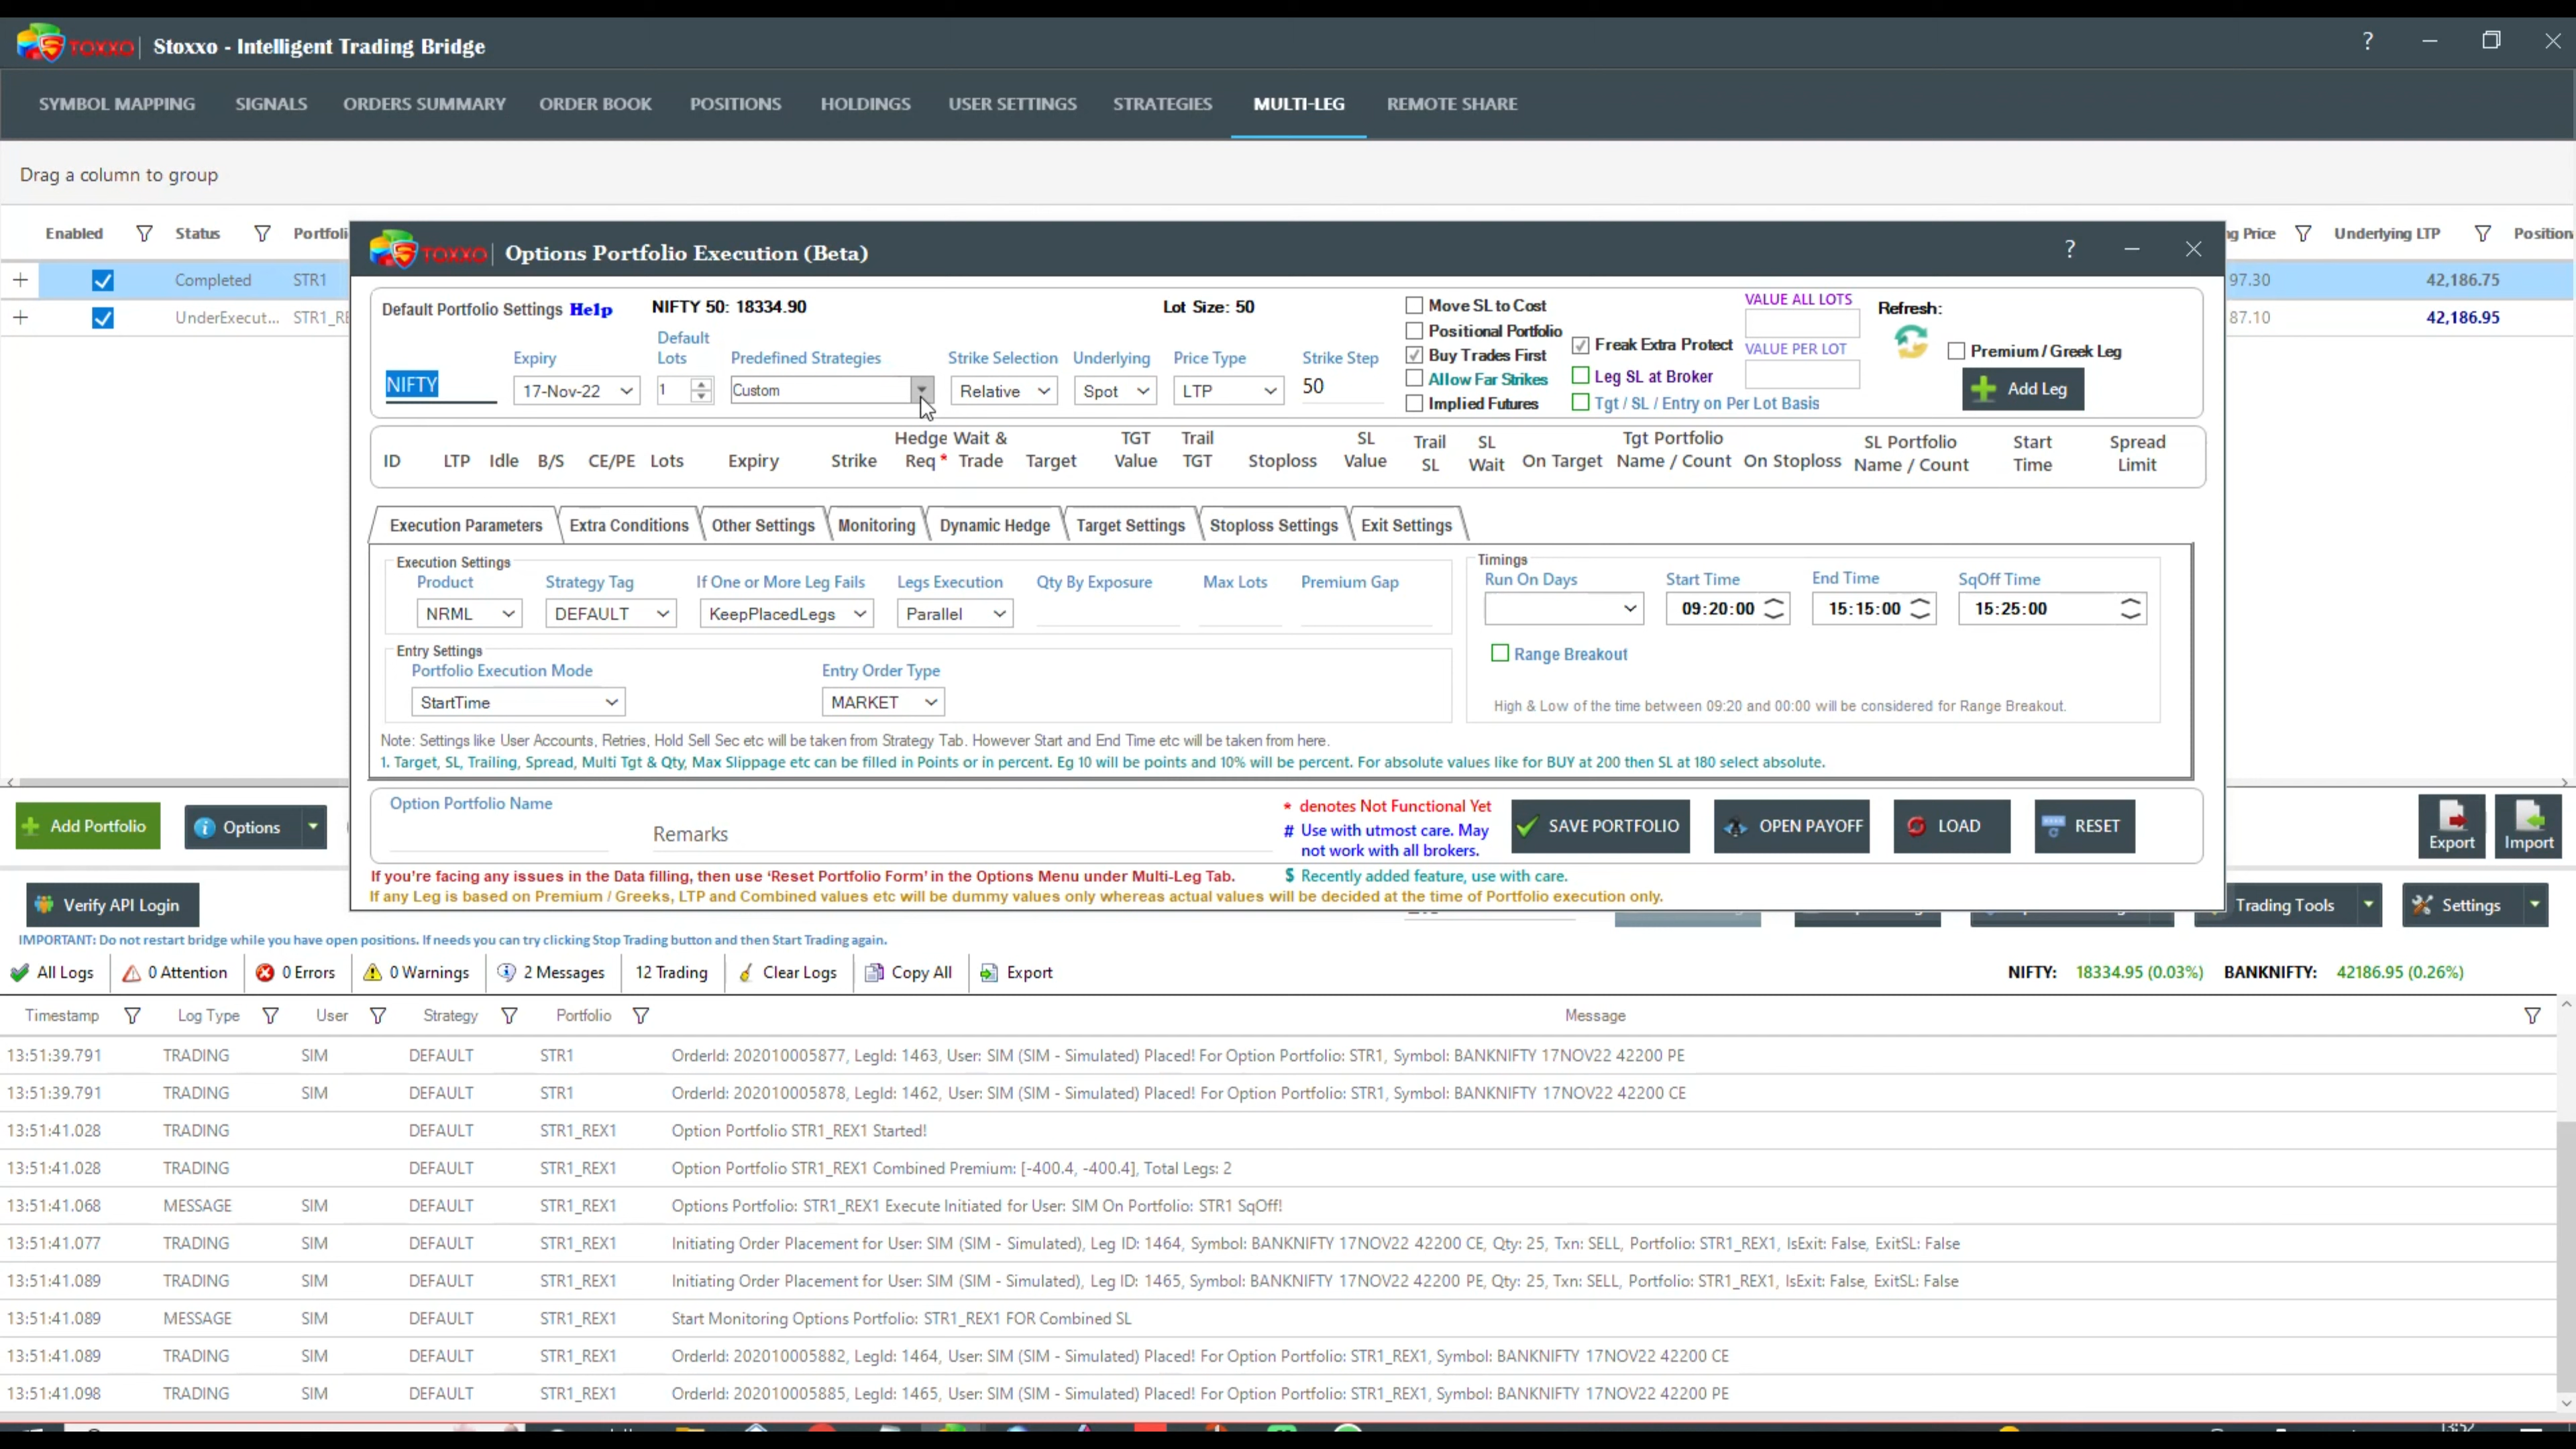 TOXXO | Stoxxo - Intelligent Trading Bridge
SYMBOL MAPPING SIGNALS ORDERS SUMMARY ORDER BOOK POSITIONS HOLDINGS USER SETTINGS STRATEGIES MULTI-LEG REMOTE SHARE
Drag a column to group
Enabled Status Portfoli
ng Price Underlying LTP Position
Completed STR1 97.30 42,186.75
UnderExecut... STR1_RE 87.10 42,186.95
TOXXO | Options Portfolio Execution (Beta)
Default Portfolio Settings Help NIFTY 50: 18334.90 Lot Size: 50
Move SL to Cost
Positional Portfolio
Buy Trades First
Allow Far Strikes
Implied Futures
Freak Extra Protect
Leg SL at Broker
Tgt / SL / Entry on Per Lot Basis
VALUE ALL LOTS
VALUE PER LOT
Refresh:
Premium / Greek Leg
Add Leg
Expiry Default Lots Predefined Strategies Strike Selection Underlying Price Type Strike Step
NIFTY 17-Nov-22 1 Custom Relative Spot LTP 50
ID LTP Idle B/S CE/PE Lots Expiry Strike Hedge Req * Wait & Trade Target TGT Value Trail TGT Stoploss SL Value Trail SL SL Wait On Target Tgt Portfolio Name / Count On Stoploss SL Portfolio Name / Count Start Time Spread Limit
Execution Parameters Extra Conditions Other Settings Monitoring Dynamic Hedge Target Settings Stoploss Settings Exit Settings
Execution Settings
Product Strategy Tag If One or More Leg Fails Legs Execution Qty By Exposure Max Lots Premium Gap
NRML DEFAULT KeepPlacedLegs Parallel
Entry Settings
Portfolio Execution Mode Entry Order Type
StartTime MARKET
Timings
Run On Days Start Time End Time SqOff Time
09:20:00 15:15:00 15:25:00
Range Breakout
High & Low of the time between 09:20 and 00:00 will be considered for Range Breakout.
Note: Settings like User Accounts, Retries, Hold Sell Sec etc will be taken from Strategy Tab. However Start and End Time etc will be taken from here.
1. Target, SL, Trailing, Spread, Multi Tgt & Qty, Max Slippage etc can be filled in Points or in percent. Eg 10 will be points and 10% will be percent. For absolute values like for BUY at 200 then SL at 180 select absolute.
Option Portfolio Name
Remarks
* denotes Not Functional Yet
# Use with utmost care. May
not work with all brokers.
$ Recently added feature, use with care.
SAVE PORTFOLIO OPEN PAYOFF LOAD RESET
If you're facing any issues in the Data filling, then use 'Reset Portfolio Form' in the Options Menu under Multi-Leg Tab.
If any Leg is based on Premium / Greeks, LTP and Combined values etc will be dummy values only whereas actual values will be decided at the time of Portfolio execution only.
Add Portfolio Options Export Import
Verify API Login Trading Tools Settings
IMPORTANT: Do not restart bridge while you have open positions. If needs you can try clicking Stop Trading button and then Start Trading again.
All Logs 0 Attention 0 Errors 0 Warnings 2 Messages 12 Trading Clear Logs Copy All Export NIFTY: 18334.95 (0.03%) BANKNIFTY: 42186.95 (0.26%)
Timestamp Log Type User Strategy Portfolio Message
13:51:39.791 TRADING SIM DEFAULT STR1 OrderId: 202010005877, LegId: 1463, User: SIM (SIM - Simulated) Placed! For Option Portfolio: STR1, Symbol: BANKNIFTY 17NOV22 42200 PE
13:51:39.791 TRADING SIM DEFAULT STR1 OrderId: 202010005878, LegId: 1462, User: SIM (SIM - Simulated) Placed! For Option Portfolio: STR1, Symbol: BANKNIFTY 17NOV22 42200 CE
13:51:41.028 TRADING DEFAULT STR1_REX1 Option Portfolio STR1_REX1 Started!
13:51:41.028 TRADING DEFAULT STR1_REX1 Option Portfolio STR1_REX1 Combined Premium: [-400.4, -400.4], Total Legs: 2
13:51:41.068 MESSAGE SIM DEFAULT STR1_REX1 Options Portfolio: STR1_REX1 Execute Initiated for User: SIM On Portfolio: STR1 SqOff!
13:51:41.077 TRADING SIM DEFAULT STR1_REX1 Initiating Order Placement for User: SIM (SIM - Simulated), Leg ID: 1464, Symbol: BANKNIFTY 17NOV22 42200 CE, Qty: 25, Txn: SELL, Portfolio: STR1_REX1, IsExit: False, ExitSL: False
13:51:41.089 TRADING SIM DEFAULT STR1_REX1 Initiating Order Placement for User: SIM (SIM - Simulated), Leg ID: 1465, Symbol: BANKNIFTY 17NOV22 42200 PE, Qty: 25, Txn: SELL, Portfolio: STR1_REX1, IsExit: False, ExitSL: False
13:51:41.089 MESSAGE SIM DEFAULT STR1_REX1 Start Monitoring Options Portfolio: STR1_REX1 FOR Combined SL
13:51:41.089 TRADING SIM DEFAULT STR1_REX1 OrderId: 202010005882, LegId: 1464, User: SIM (SIM - Simulated) Placed! For Option Portfolio: STR1_REX1, Symbol: BANKNIFTY 17NOV22 42200 CE
13:51:41.098 TRADING SIM DEFAULT STR1_REX1 OrderId: 202010005885, LegId: 1465, User: SIM (SIM - Simulated) Placed! For Option Portfolio: STR1_REX1, Symbol: BANKNIFTY 17NOV22 42200 PE
13:52